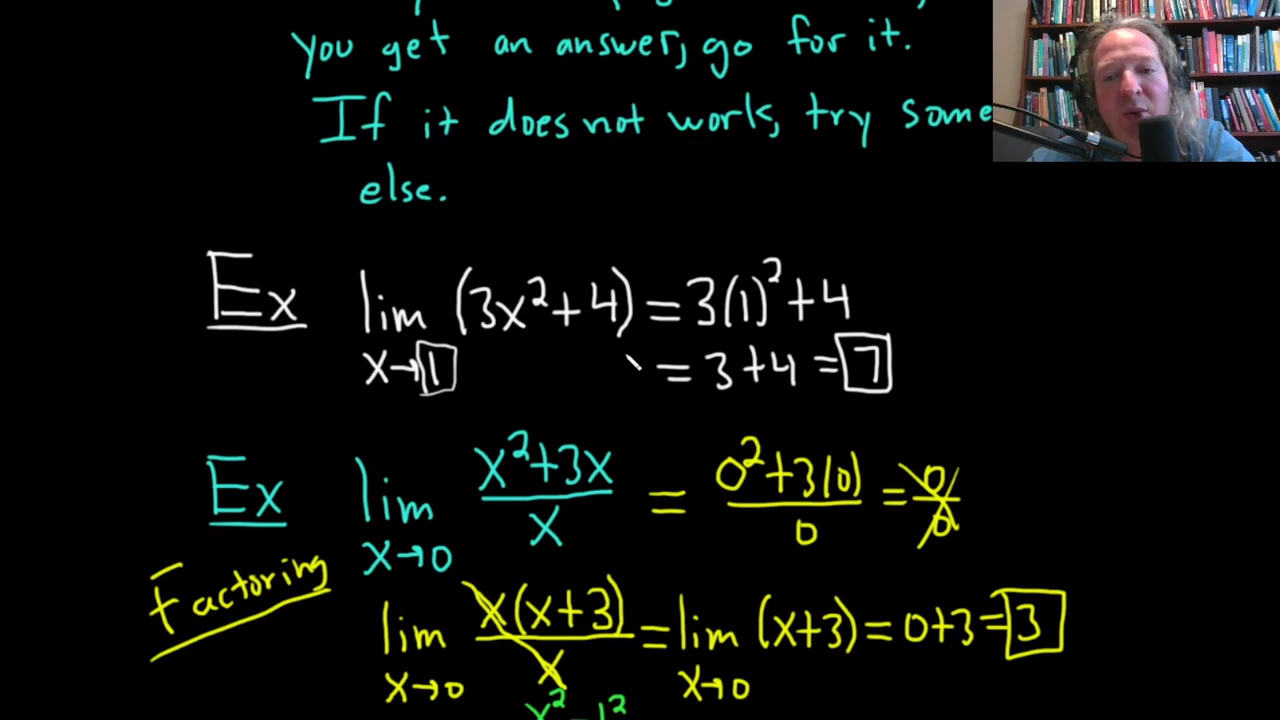 you get an answer, go for it.
If it does not work, try some
else.
Ex lim x→1 (3x²+4) = 3(1)²+4
= 3+4 = 7
Ex lim x→0 x²+3x / x = 0²+3(0) / 0 = 0/0
Factoring
lim x→0 x(x+3) / x = lim x→0 (x+3) = 0+3 = 3
x² - 1²